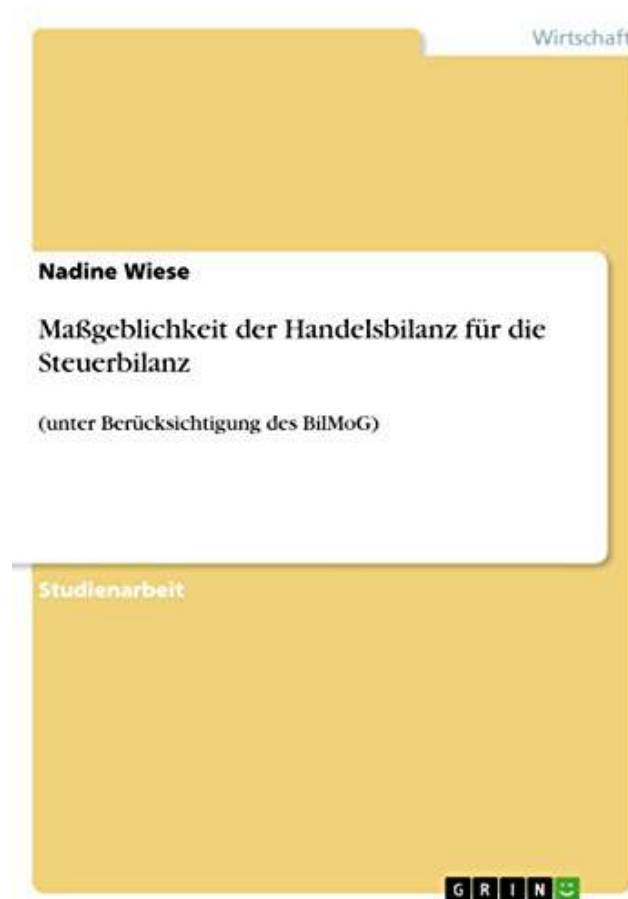 Wirtschaft
Nadine Wiese
Maßgeblichkeit der Handelsbilanz für die
Steuerbilanz
(unter Berücksichtigung des BilMoG)
Studienarbeit
GRIN